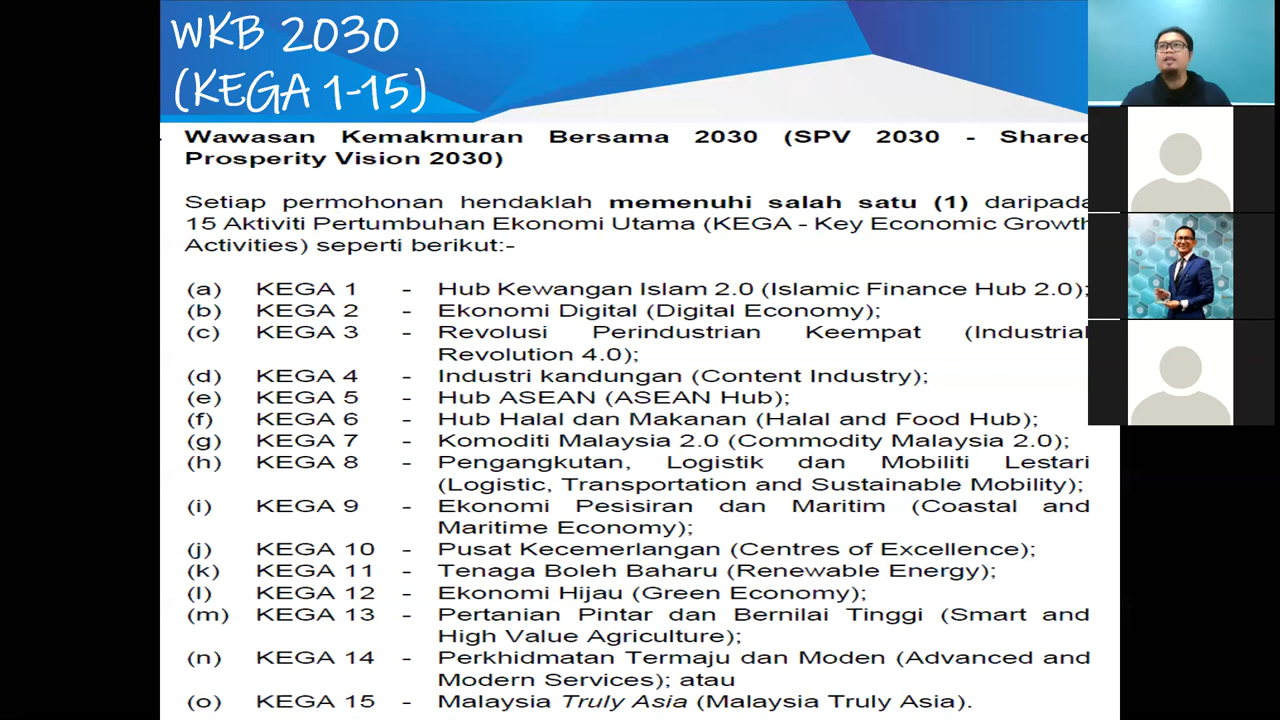 WKB 2030
(KEGA 1-15)
Wawasan Kemakmuran Bersama 2030 (SPV 2030 - Shared
Prosperity Vision 2030)
Setiap permohonan hendaklah memenuhi salah satu (1) daripada
15 Aktiviti Pertumbuhan Ekonomi Utama (KEGA - Key Economic Growth
Activities) seperti berikut:-
(a) KEGA 1 - Hub Kewangan Islam 2.0 (Islamic Finance Hub 2.0);
(b) KEGA 2 - Ekonomi Digital (Digital Economy);
(c) KEGA 3 - Revolusi Perindustrian Keempat (Industrial
Revolution 4.0);
(d) KEGA 4 - Industri kandungan (Content Industry);
(e) KEGA 5 - Hub ASEAN (ASEAN Hub);
(f) KEGA 6 - Hub Halal dan Makanan (Halal and Food Hub);
(g) KEGA 7 - Komoditi Malaysia 2.0 (Commodity Malaysia 2.0);
(h) KEGA 8 - Pengangkutan, Logistik dan Mobiliti Lestari
(Logistic, Transportation and Sustainable Mobility);
(i) KEGA 9 - Ekonomi Pesisiran dan Maritim (Coastal and
Maritime Economy);
(j) KEGA 10 - Pusat Kecemerlangan (Centres of Excellence);
(k) KEGA 11 - Tenaga Boleh Baharu (Renewable Energy);
(l) KEGA 12 - Ekonomi Hijau (Green Economy);
(m) KEGA 13 - Pertanian Pintar dan Bernilai Tinggi (Smart and
High Value Agriculture);
(n) KEGA 14 - Perkhidmatan Termaju dan Moden (Advanced and
Modern Services); atau
(o) KEGA 15 - Malaysia Truly Asia (Malaysia Truly Asia).